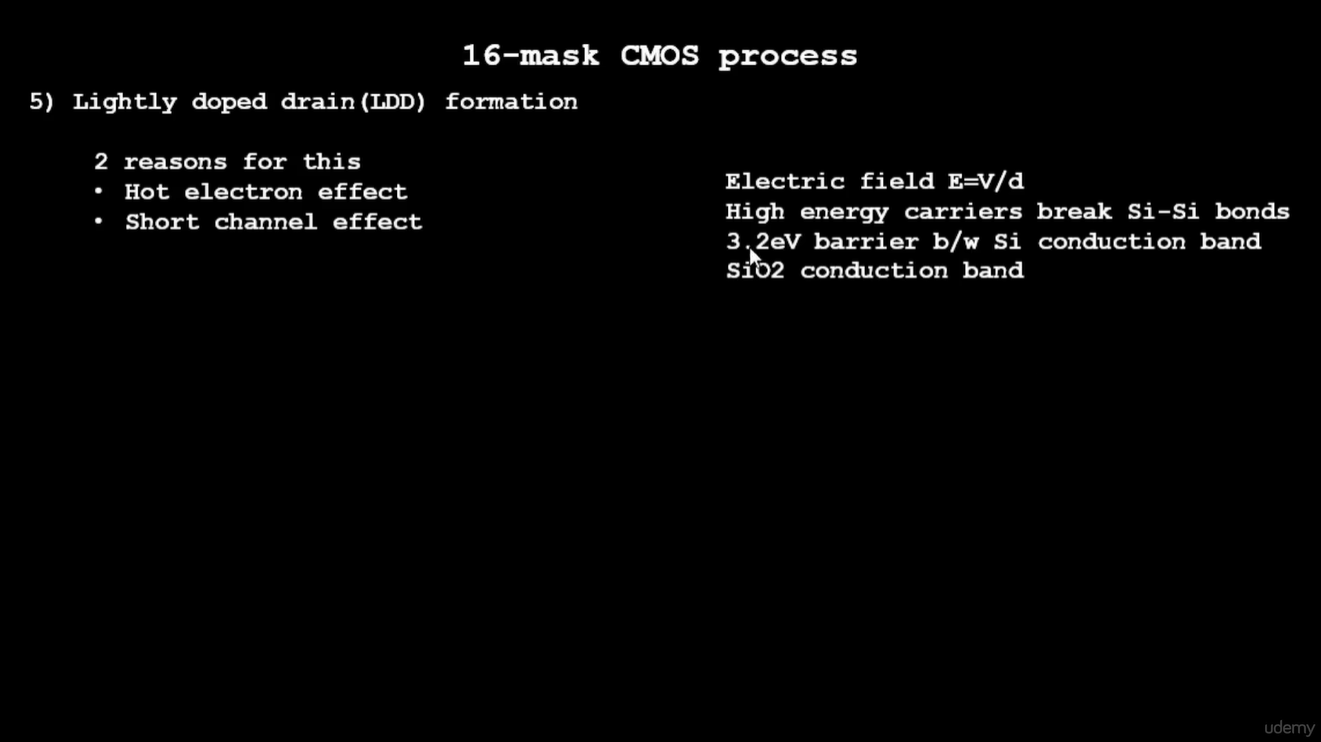 16-mask CMOS process
5) Lightly doped drain(LDD) formation
2 reasons for this
• Hot electron effect
• Short channel effect
Electric field E=V/d
High energy carriers break Si-Si bonds
3.2eV barrier b/w Si conduction band
SiO2 conduction band
udemy